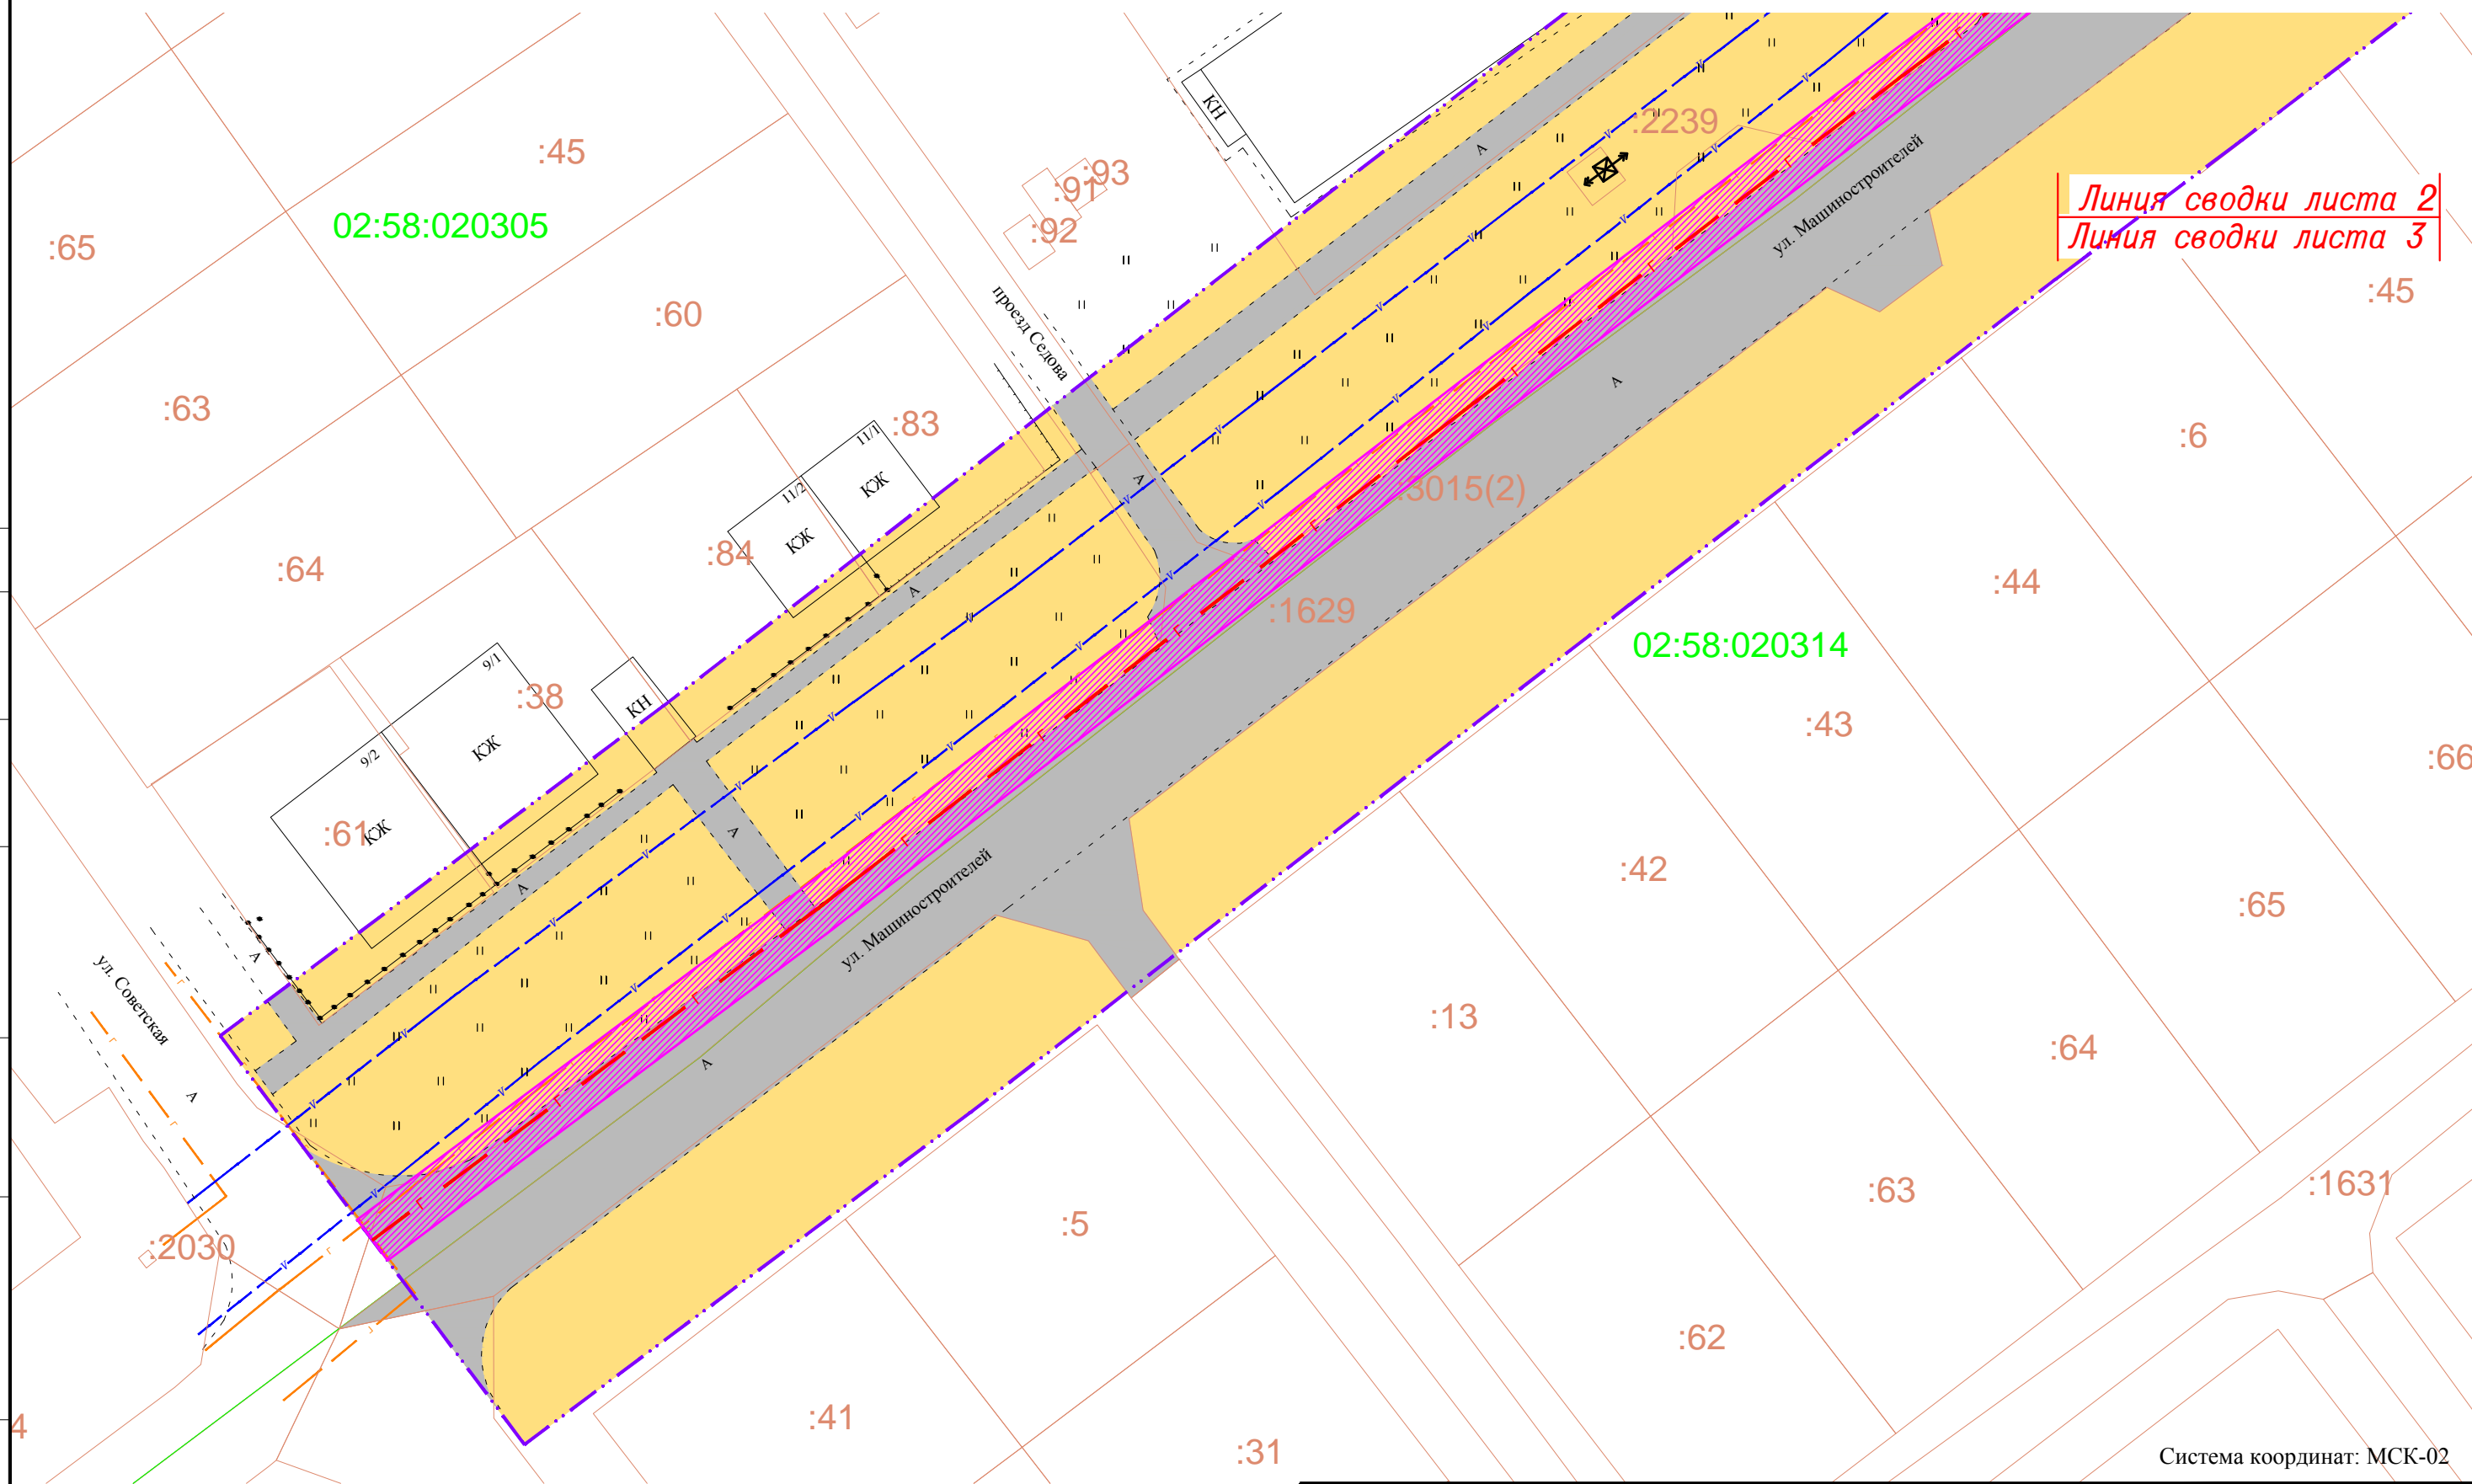 КН
:2239
:45
:93
:91
:92
02:58:020305
:65
ул. Машиностроителей
Линия сводки листа 2
Линия сводки листа 3
:45
:60
проезд Седова
:63
:83
11/1
11/2
КЖ
КЖ
:6
:3015(2)
:64
:84
:44
:1629
02:58:020314
9/1
:38
КН
:43
9/2
КЖ
:66
:61
КЖ
ул. Машиностроителей
:42
:65
ул. Советская
:13
:64
:63
:1631
:5
:2030
:62
:41
4
:31
Система координат: МСК-02
А
А
А
А
А
А
А
А
А